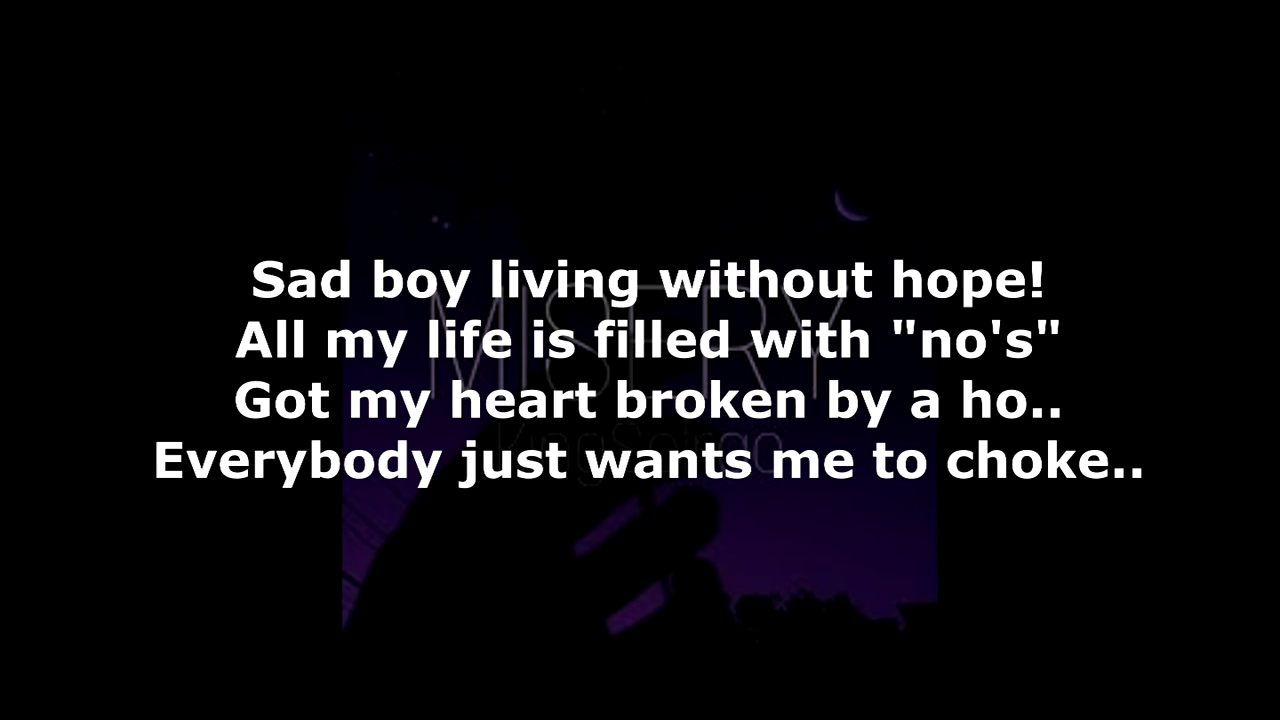 Sad boy living without hope!
All my life is filled with "no's"
Got my heart broken by a ho..
Everybody just wants me to choke..
MISERY